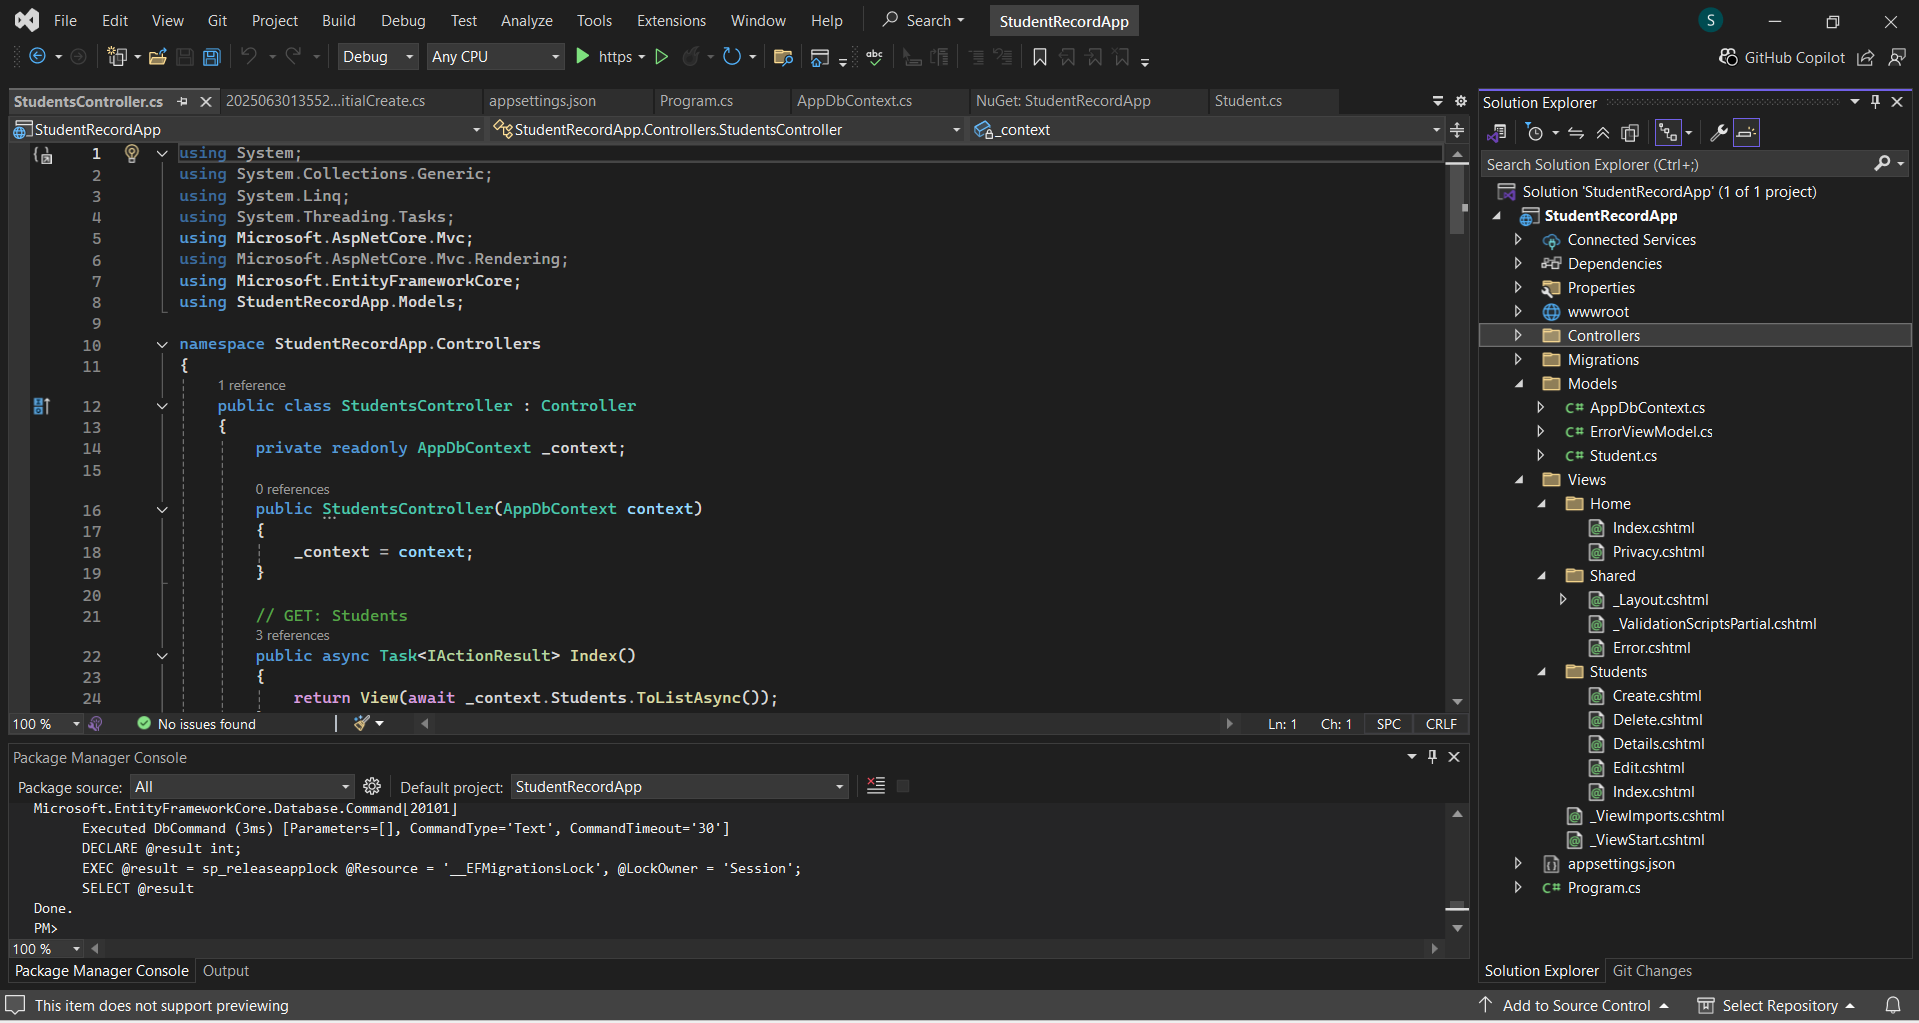 File Edit View Git Project Build Debug Test Analyze Tools Extensions Window Help Search StudentRecordApp S
Debug Any CPU https abc GitHub Copilot
StudentsController.cs 2025063013552...itialCreate.cs appsettings.json Program.cs AppDbContext.cs NuGet: StudentRecordApp Student.cs
StudentRecordApp StudentRecordApp.Controllers.StudentsController _context
1 using System;
2 using System.Collections.Generic;
3 using System.Linq;
4 using System.Threading.Tasks;
5 using Microsoft.AspNetCore.Mvc;
6 using Microsoft.AspNetCore.Mvc.Rendering;
7 using Microsoft.EntityFrameworkCore;
8 using StudentRecordApp.Models;
9
10 namespace StudentRecordApp.Controllers
11 {
1 reference
12 public class StudentsController : Controller
13 {
14 private readonly AppDbContext _context;
15
0 references
16 public StudentsController(AppDbContext context)
17 {
18 _context = context;
19 }
20
21 // GET: Students
3 references
22 public async Task<IActionResult> Index()
23 {
24 return View(await _context.Students.ToListAsync());
100 % No issues found Ln: 1 Ch: 1 SPC CRLF
Package Manager Console
Package source: All Default project: StudentRecordApp
Microsoft.EntityFrameworkCore.Database.Command[20101]
Executed DbCommand (3ms) [Parameters=[], CommandType='Text', CommandTimeout='30']
DECLARE @result int;
EXEC @result = sp_releaseapplock @Resource = '__EFMigrationsLock', @LockOwner = 'Session';
SELECT @result
Done.
PM>
100 %
Package Manager Console Output
Solution Explorer
Search Solution Explorer (Ctrl+;)
Solution 'StudentRecordApp' (1 of 1 project)
StudentRecordApp
Connected Services
Dependencies
Properties
wwwroot
Controllers
Migrations
Models
C# AppDbContext.cs
C# ErrorViewModel.cs
C# Student.cs
Views
Home
Index.cshtml
Privacy.cshtml
Shared
_Layout.cshtml
_ValidationScriptsPartial.cshtml
Error.cshtml
Students
Create.cshtml
Delete.cshtml
Details.cshtml
Edit.cshtml
Index.cshtml
_ViewImports.cshtml
_ViewStart.cshtml
appsettings.json
C# Program.cs
Solution Explorer Git Changes
This item does not support previewing Add to Source Control Select Repository